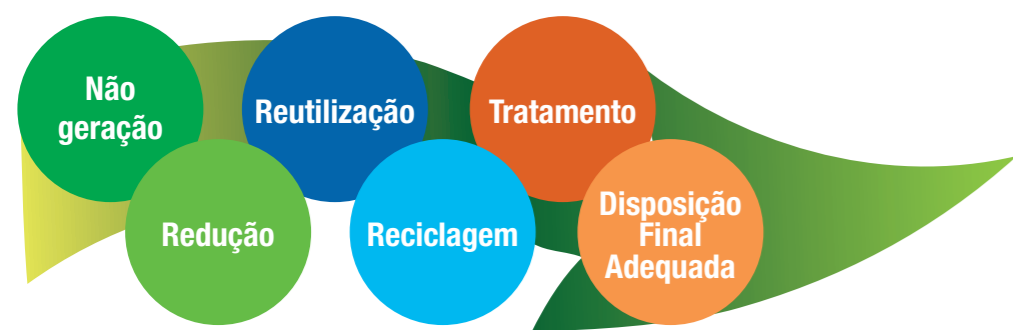 Não
geração
Redução
Reutilização
Reciclagem
Tratamento
Disposição
Final
Adequada